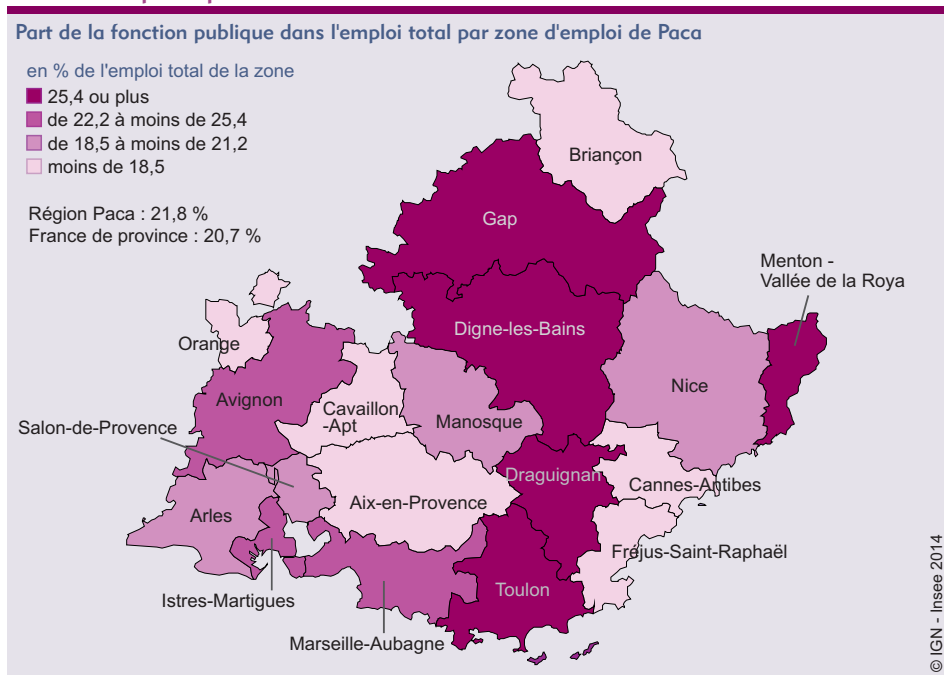 Part de la fonction publique dans l'emploi total par zone d'emploi de Paca
en % de l'emploi total de la zone
25,4 ou plus
de 22,2 à moins de 25,4
de 18,5 à moins de 21,2
moins de 18,5
Région Paca : 21,8 %
France de province : 20,7 %
Briançon
Gap
Menton -
Vallée de la Roya
Digne-les-Bains
Orange
Nice
Avignon
Cavaillon
-Apt
Manosque
Salon-de-Provence
Draguignan
Cannes-Antibes
Aix-en-Provence
Arles
Fréjus-Saint-Raphaël
Toulon
Istres-Martigues
Marseille-Aubagne
© IGN - Insee 2014